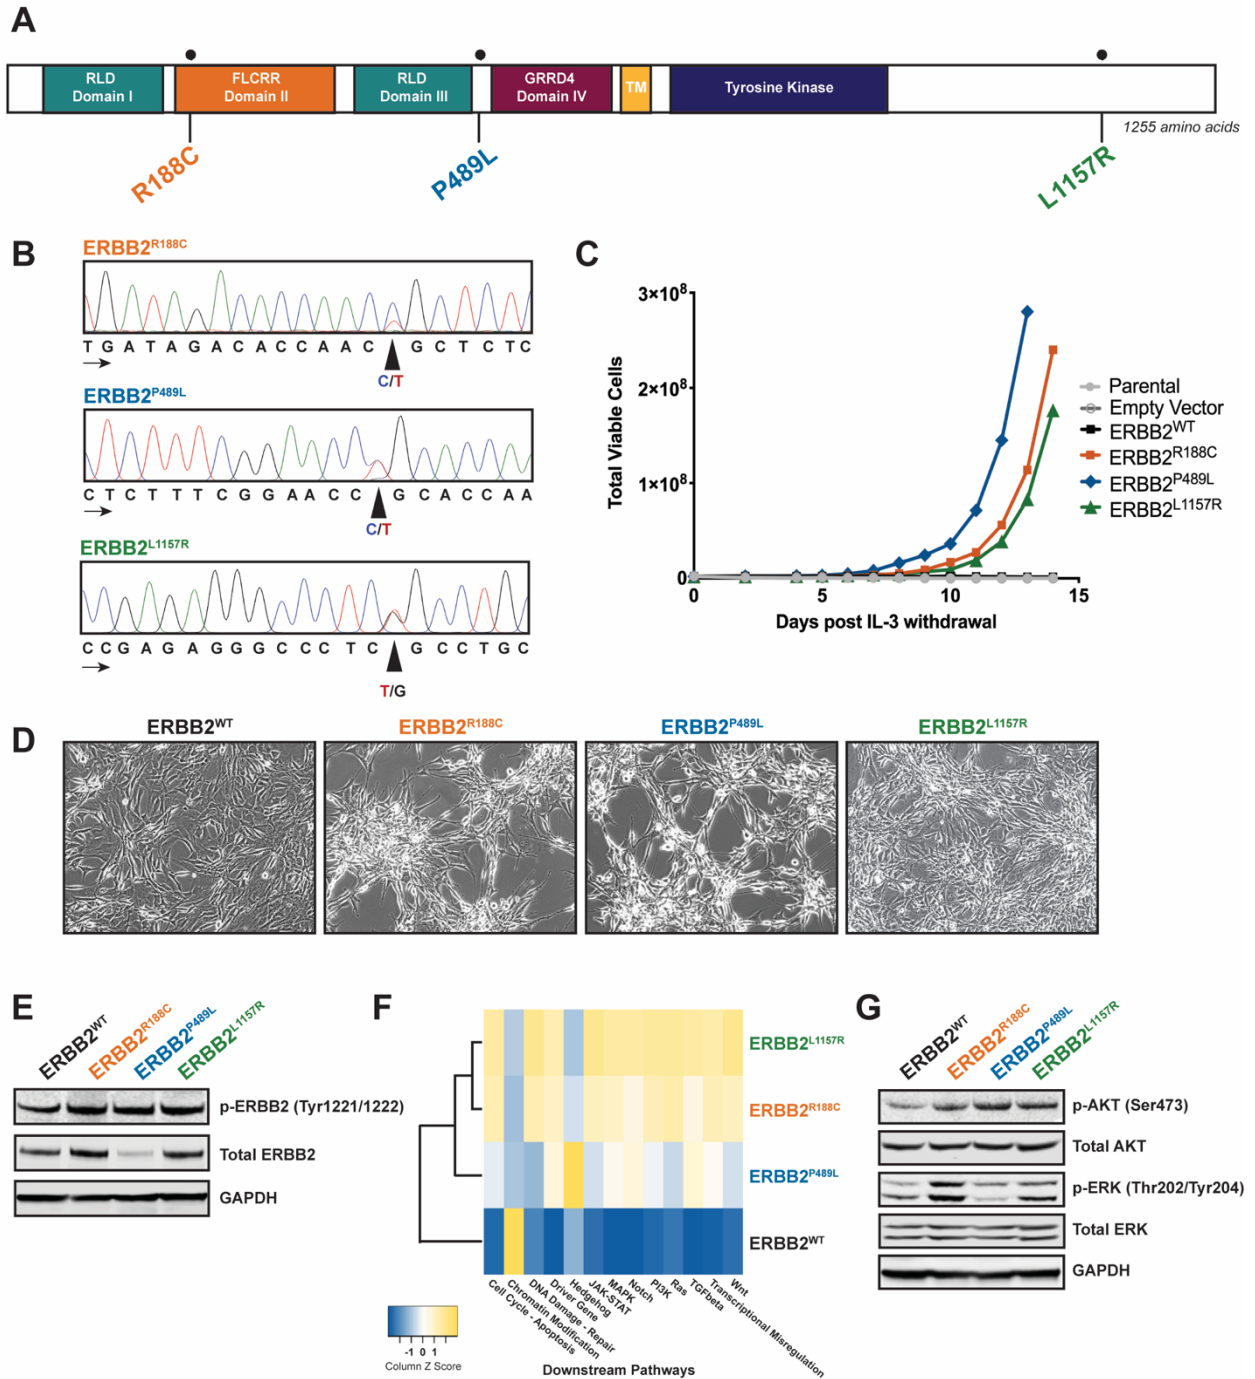 A
RLD
Domain I
FLCRR
Domain II
RLD
Domain III
GRRD4
Domain IV
TM
Tyrosine Kinase
1255 amino acids
R188C
P489L
L1157R
B
ERBB2R188C
T G A T A G A C A C C A A C G C T C T C
C/T
ERBB2P489L
C T C T T T C G G A A C C G C A C C A A
C/T
ERBB2L1157R
C C G A G A G G G C C C T C G C C T G C
T/G
C
3×10⁸
2×10⁸
1×10⁸
0
0 5 10 15
Total Viable Cells
Days post IL-3 withdrawal
Parental
Empty Vector
ERBB2WT
ERBB2R188C
ERBB2P489L
ERBB2L1157R
D
ERBB2WT ERBB2R188C ERBB2P489L ERBB2L1157R
E
ERBB2WT
ERBB2R188C
ERBB2P489L
ERBB2L1157R
p-ERBB2 (Tyr1221/1222)
Total ERBB2
GAPDH
F
ERBB2L1157R
ERBB2R188C
ERBB2P489L
ERBB2WT
Cell Cycle - Apoptosis
Chromatin Modification
DNA Damage - Repair
Driver Gene
Hedgehog
JAK-STAT
MAPK
Notch
PI3K
Ras
TGFbeta
Transcriptional Misregulation
Wnt
-1 0 1
Column Z Score
Downstream Pathways
G
ERBB2WT
ERBB2R188C
ERBB2P489L
ERBB2L1157R
p-AKT (Ser473)
Total AKT
p-ERK (Thr202/Tyr204)
Total ERK
GAPDH